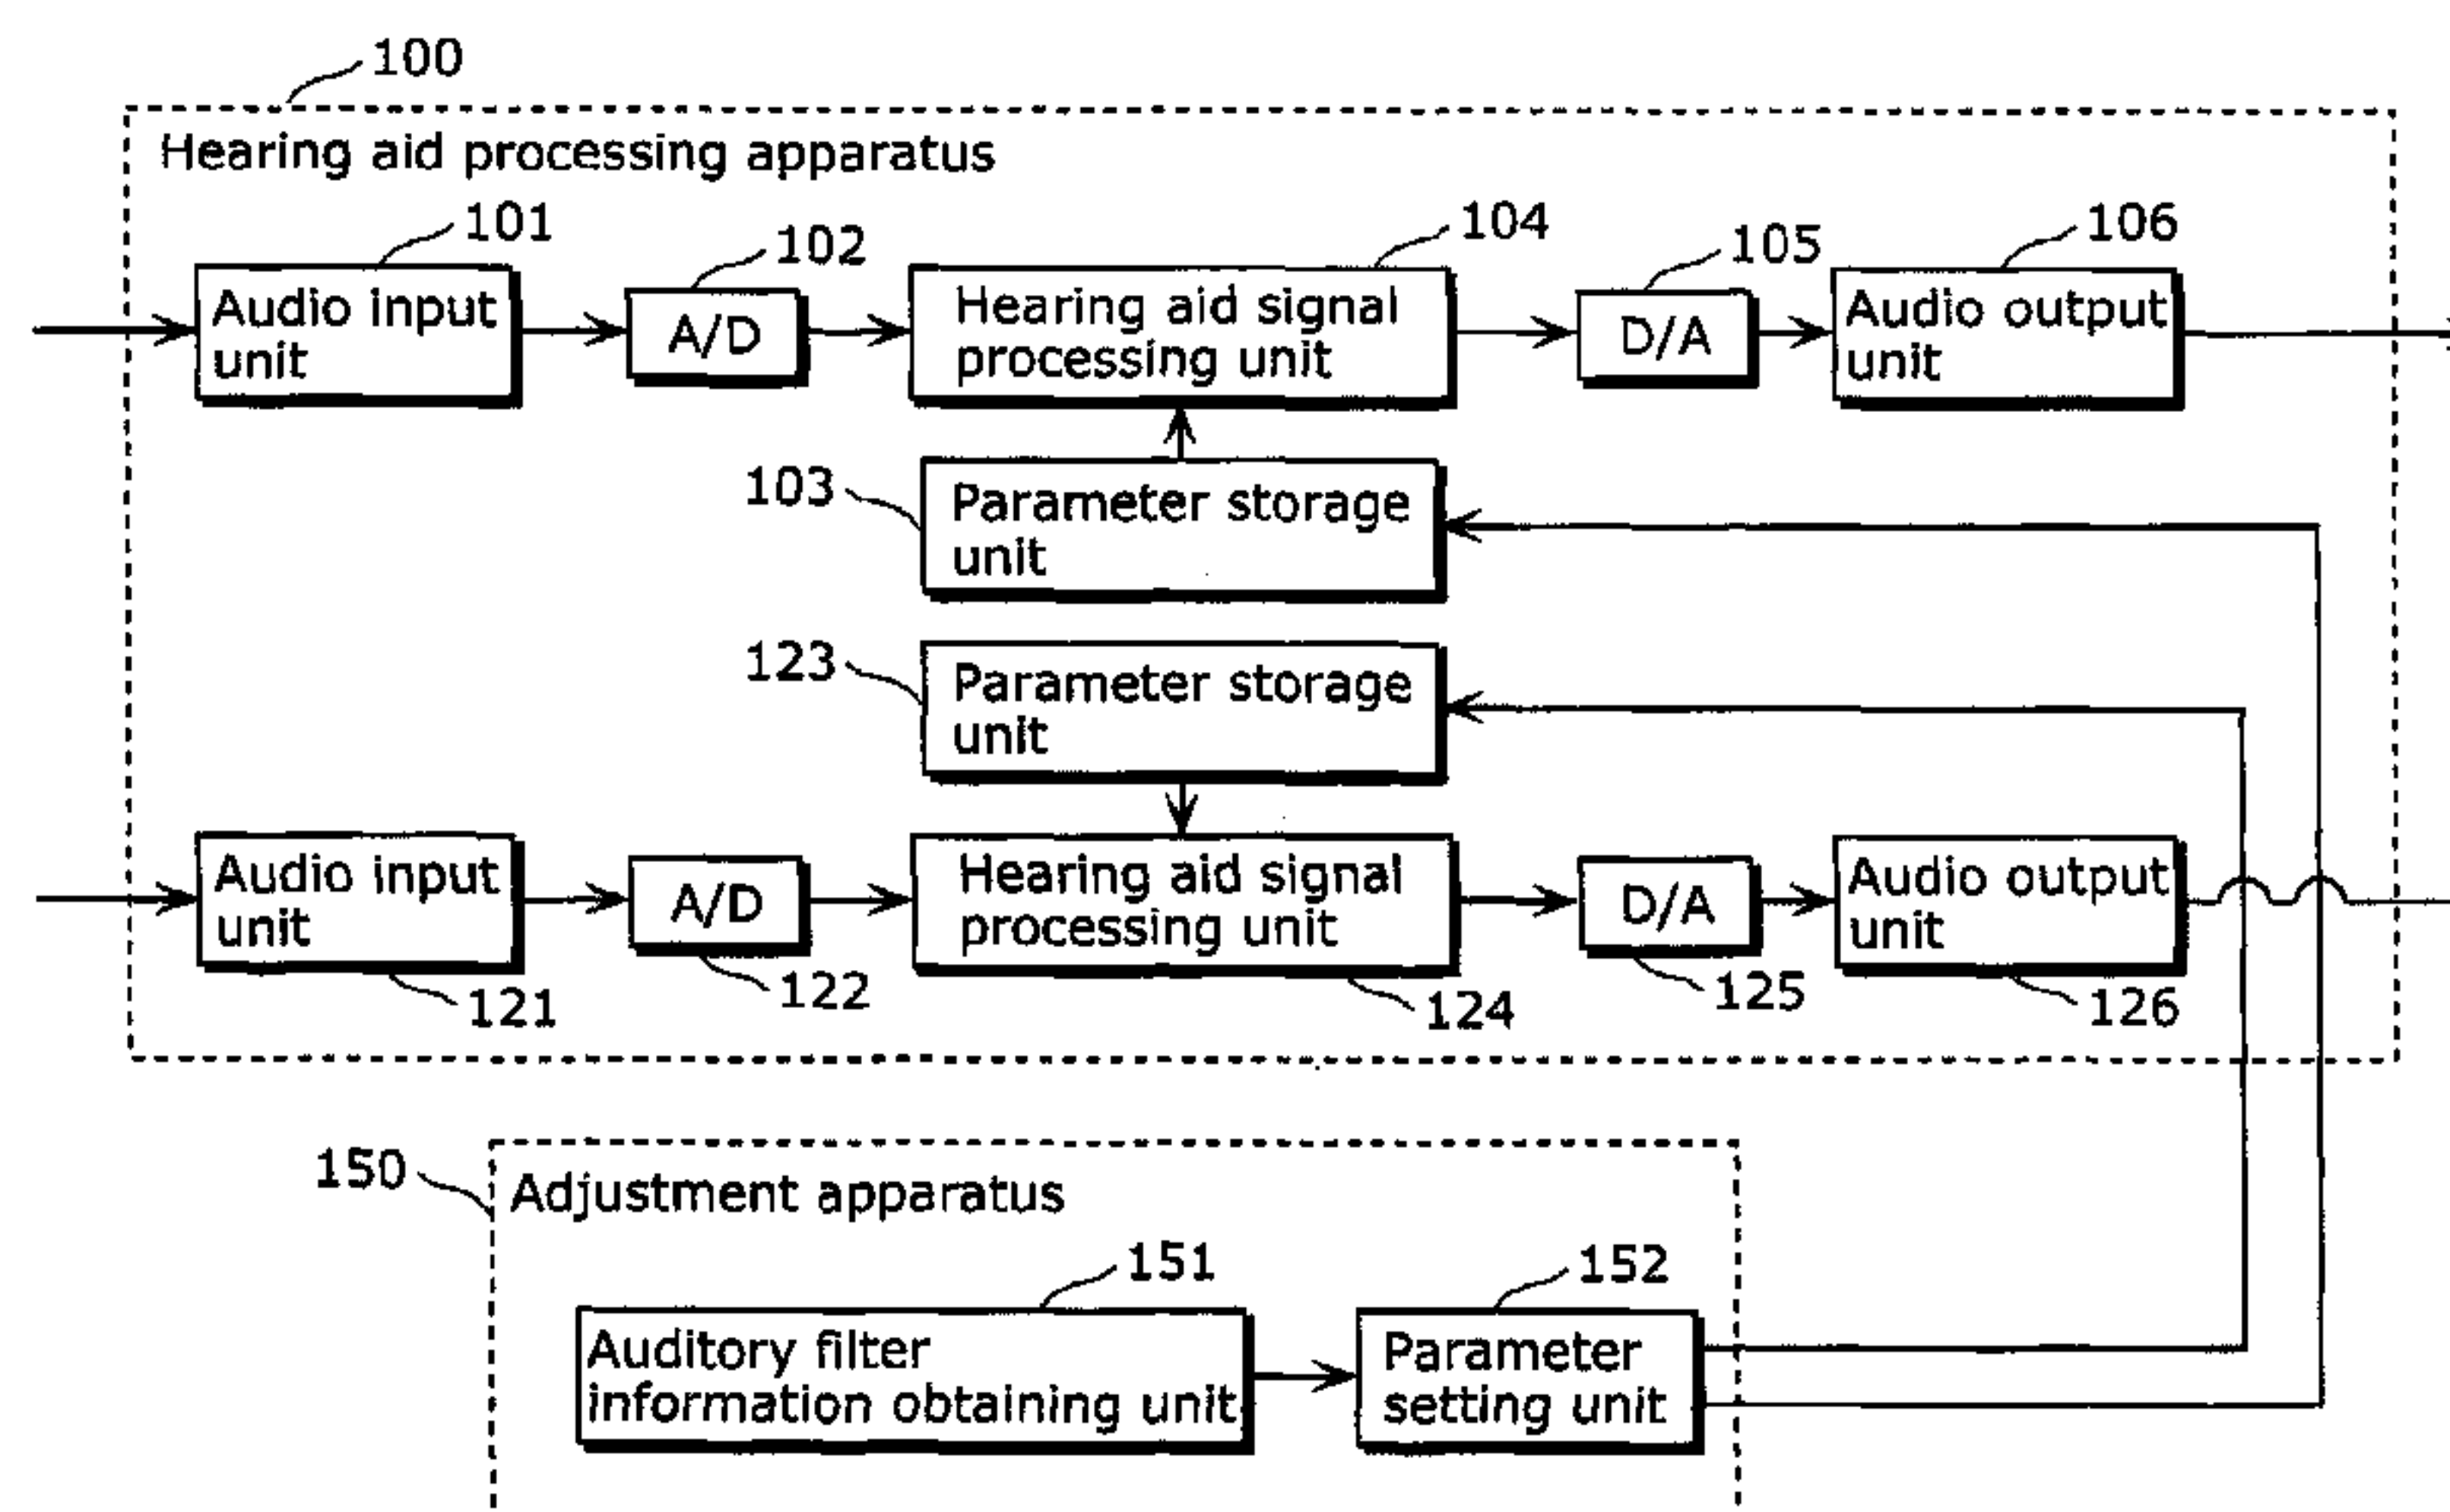 100
Hearing aid processing apparatus
101
102
104
105
106
Audio input
unit
A/D
Hearing aid signal
processing unit
D/A
Audio output
unit
103
Parameter storage
unit
123
Parameter storage
unit
Audio input
unit
A/D
Hearing aid signal
processing unit
D/A
Audio output
unit
121
122
124
125
126
150
Adjustment apparatus
151
152
Auditory filter
information obtaining unit
Parameter
setting unit